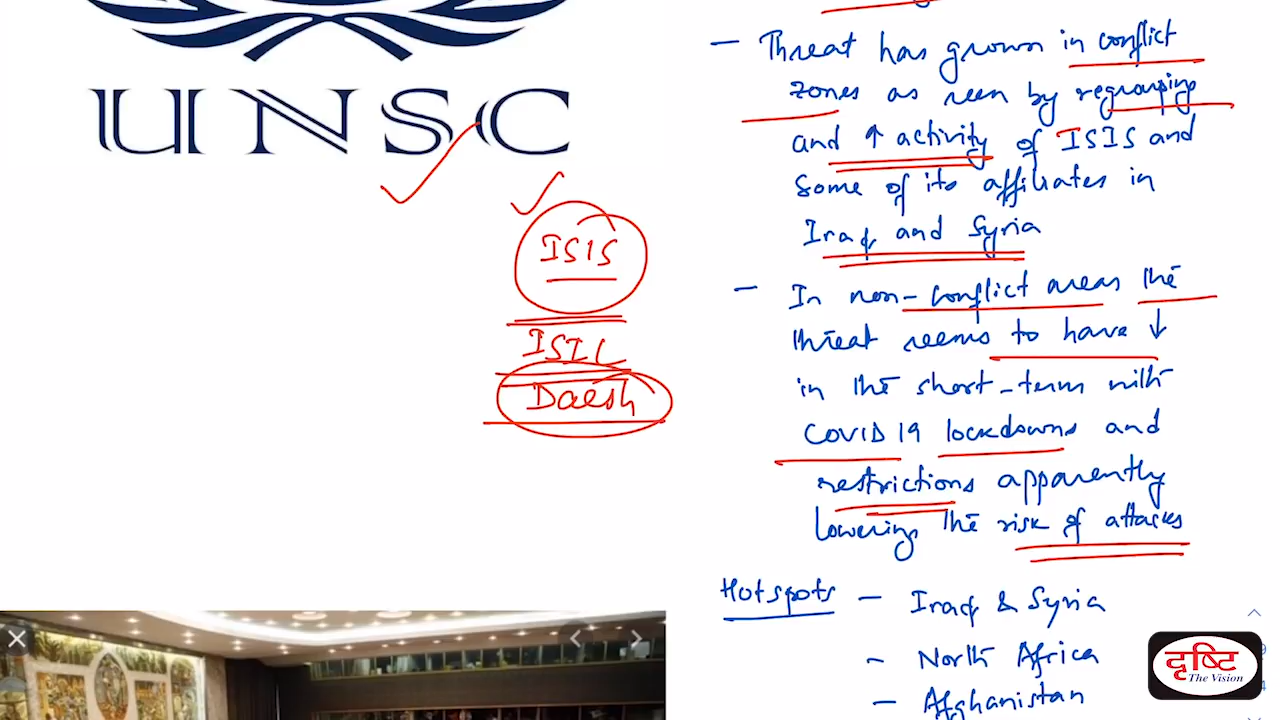 UNSC
ISIS
ISIL
Daesh
- Threat has grown in conflict
zones as seen by regrouping
and ↑ activity of ISIS and
some of its affiliates in
Iraq and Syria
- In non-conflict areas the
threat seems to have ↓
in the short-term with
COVID 19 lockdowns and
restrictions apparently
lowering the risk of attacks
Hotspots - Iraq & Syria
- North Africa
- Afghanistan
दृष्टि
The Vision